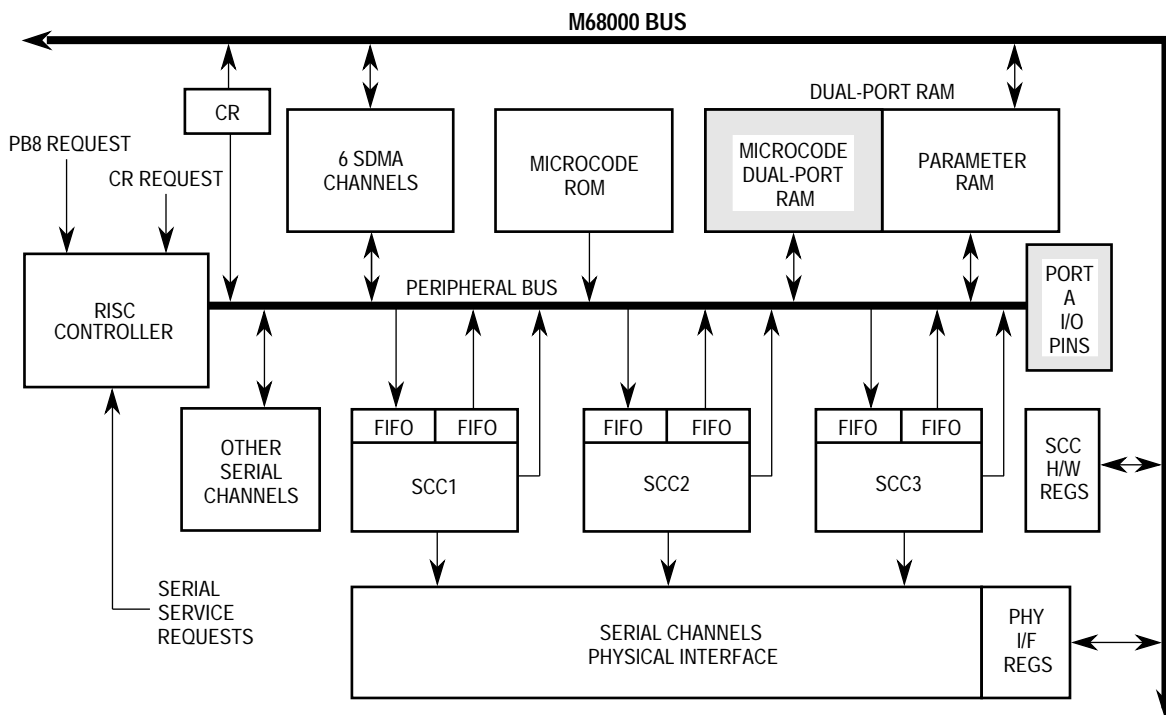 M68000 BUS
CR
PB8 REQUEST
CR REQUEST
6 SDMA
CHANNELS
MICROCODE
ROM
DUAL-PORT RAM
MICROCODE
DUAL-PORT
RAM
PARAMETER
RAM
RISC
CONTROLLER
PERIPHERAL BUS
PORT
A
I/O
PINS
OTHER
SERIAL
CHANNELS
FIFO FIFO
SCC1
FIFO FIFO
SCC2
FIFO FIFO
SCC3
SCC
H/W
REGS
SERIAL
SERVICE
REQUESTS
SERIAL CHANNELS
PHYSICAL INTERFACE
PHY
I/F
REGS